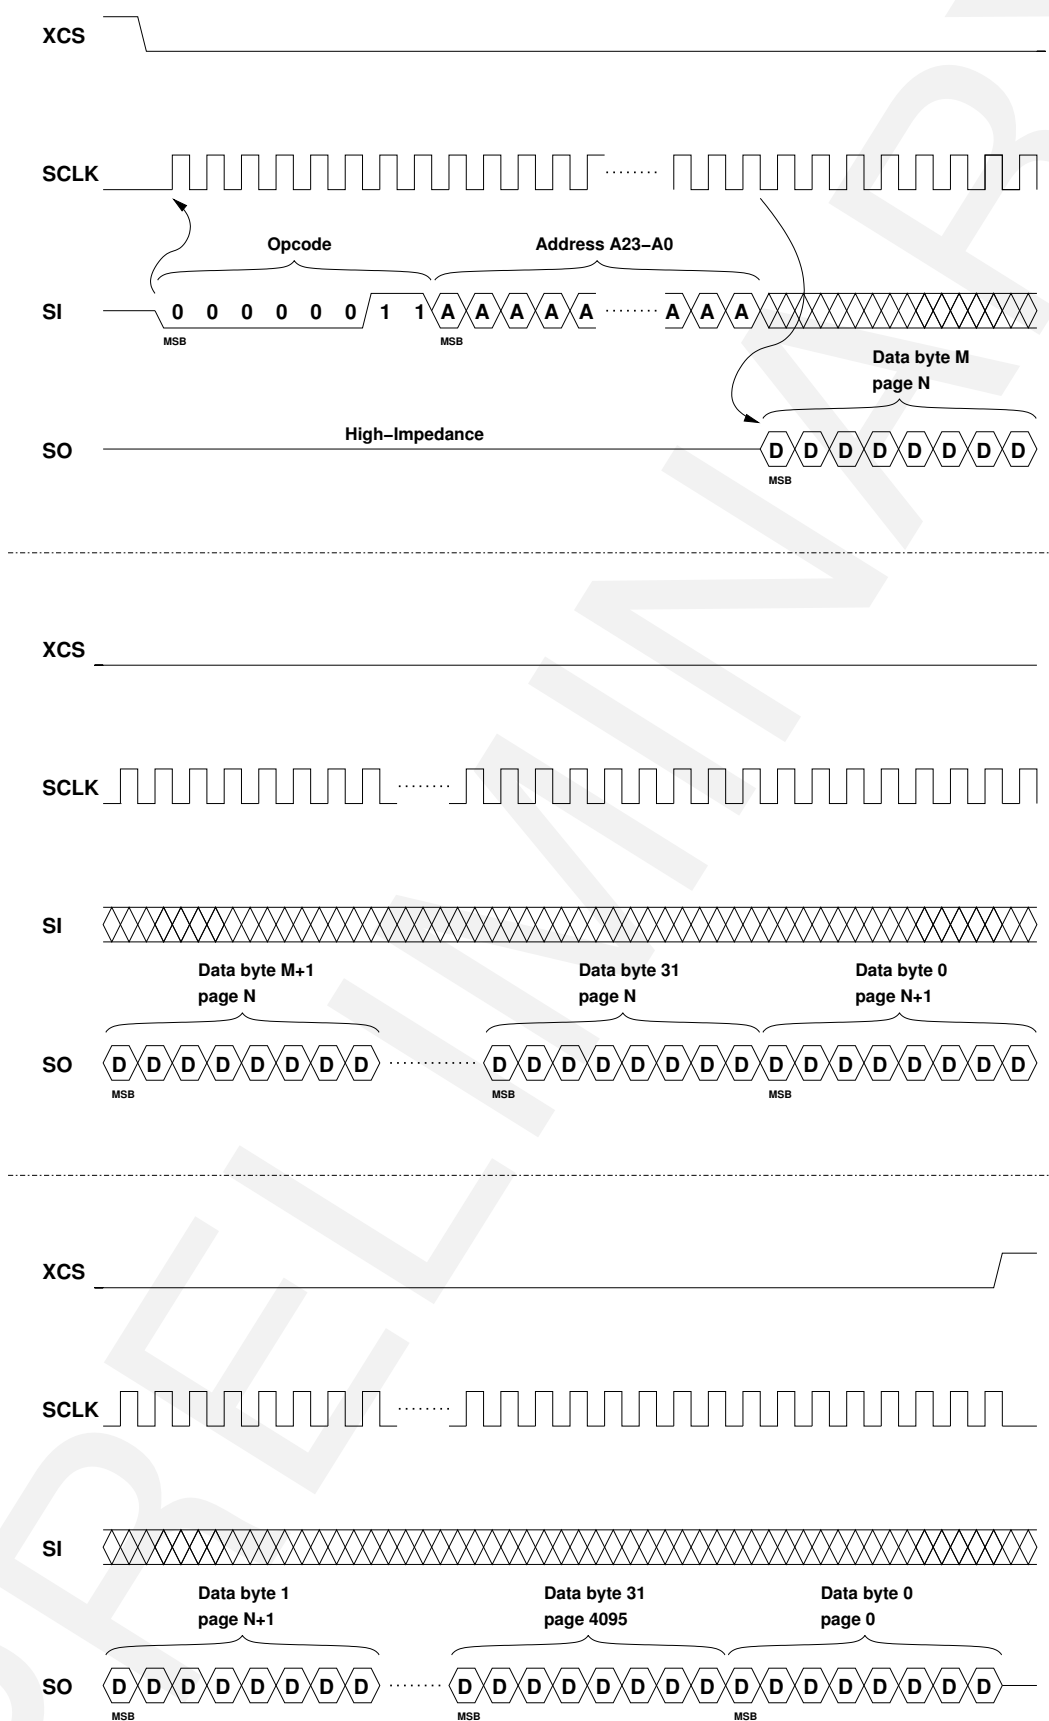 XCS
SCLK
Opcode Address A23–A0
SI 0 0 0 0 0 0 1 1 A A A A A A A A
MSB MSB
Data byte M
page N
High–Impedance
SO D D D D D D D D
MSB
XCS
SCLK
SI
Data byte M+1 Data byte 31 Data byte 0
page N page N page N+1
SO D D D D D D D D D D D D D D D D D D D D D D D D
MSB MSB MSB
XCS
SCLK
SI
Data byte 1 Data byte 31 Data byte 0
page N+1 page 4095 page 0
SO D D D D D D D D D D D D D D D D D D D D D D D D
MSB MSB MSB
PRELIMINARY